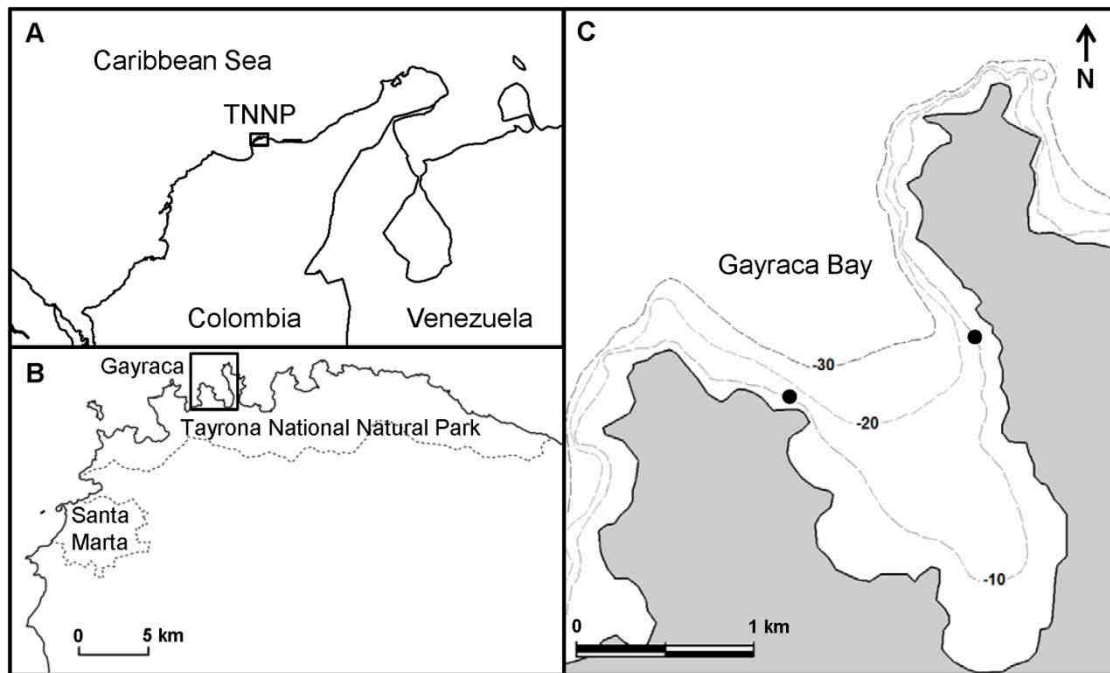 A
Caribbean Sea
TNNP
Colombia
Venezuela
B
Gayraca
Tayrona National Natural Park
Santa
Marta
0 5 km
C
N
Gayraca Bay
-30
-20
-10
0 1 km